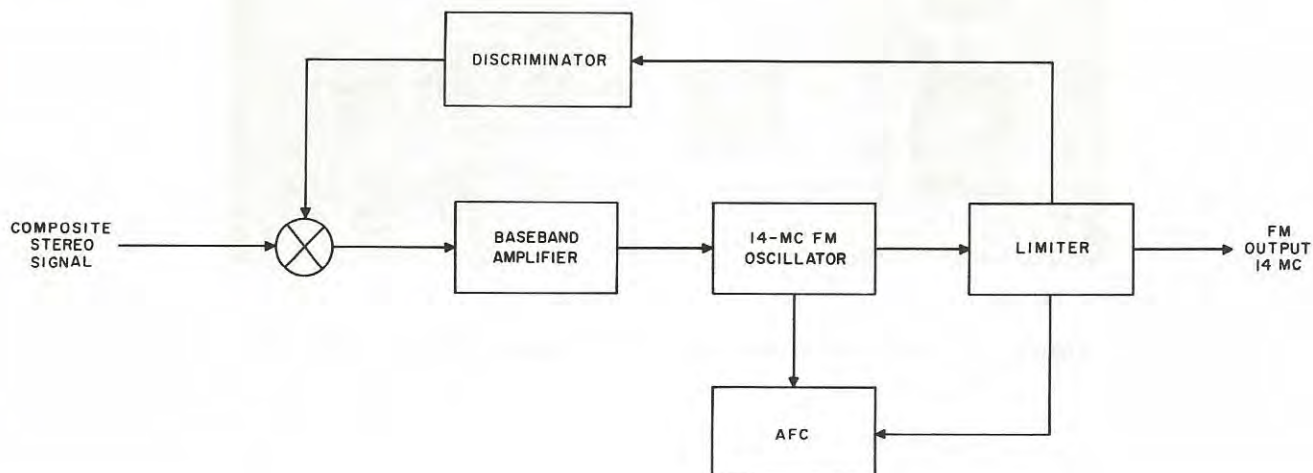 DISCRIMINATOR
COMPOSITE
STEREO
SIGNAL
BASEBAND
AMPLIFIER
14-MC FM
OSCILLATOR
LIMITER
FM
OUTPUT
14 MC
AFC